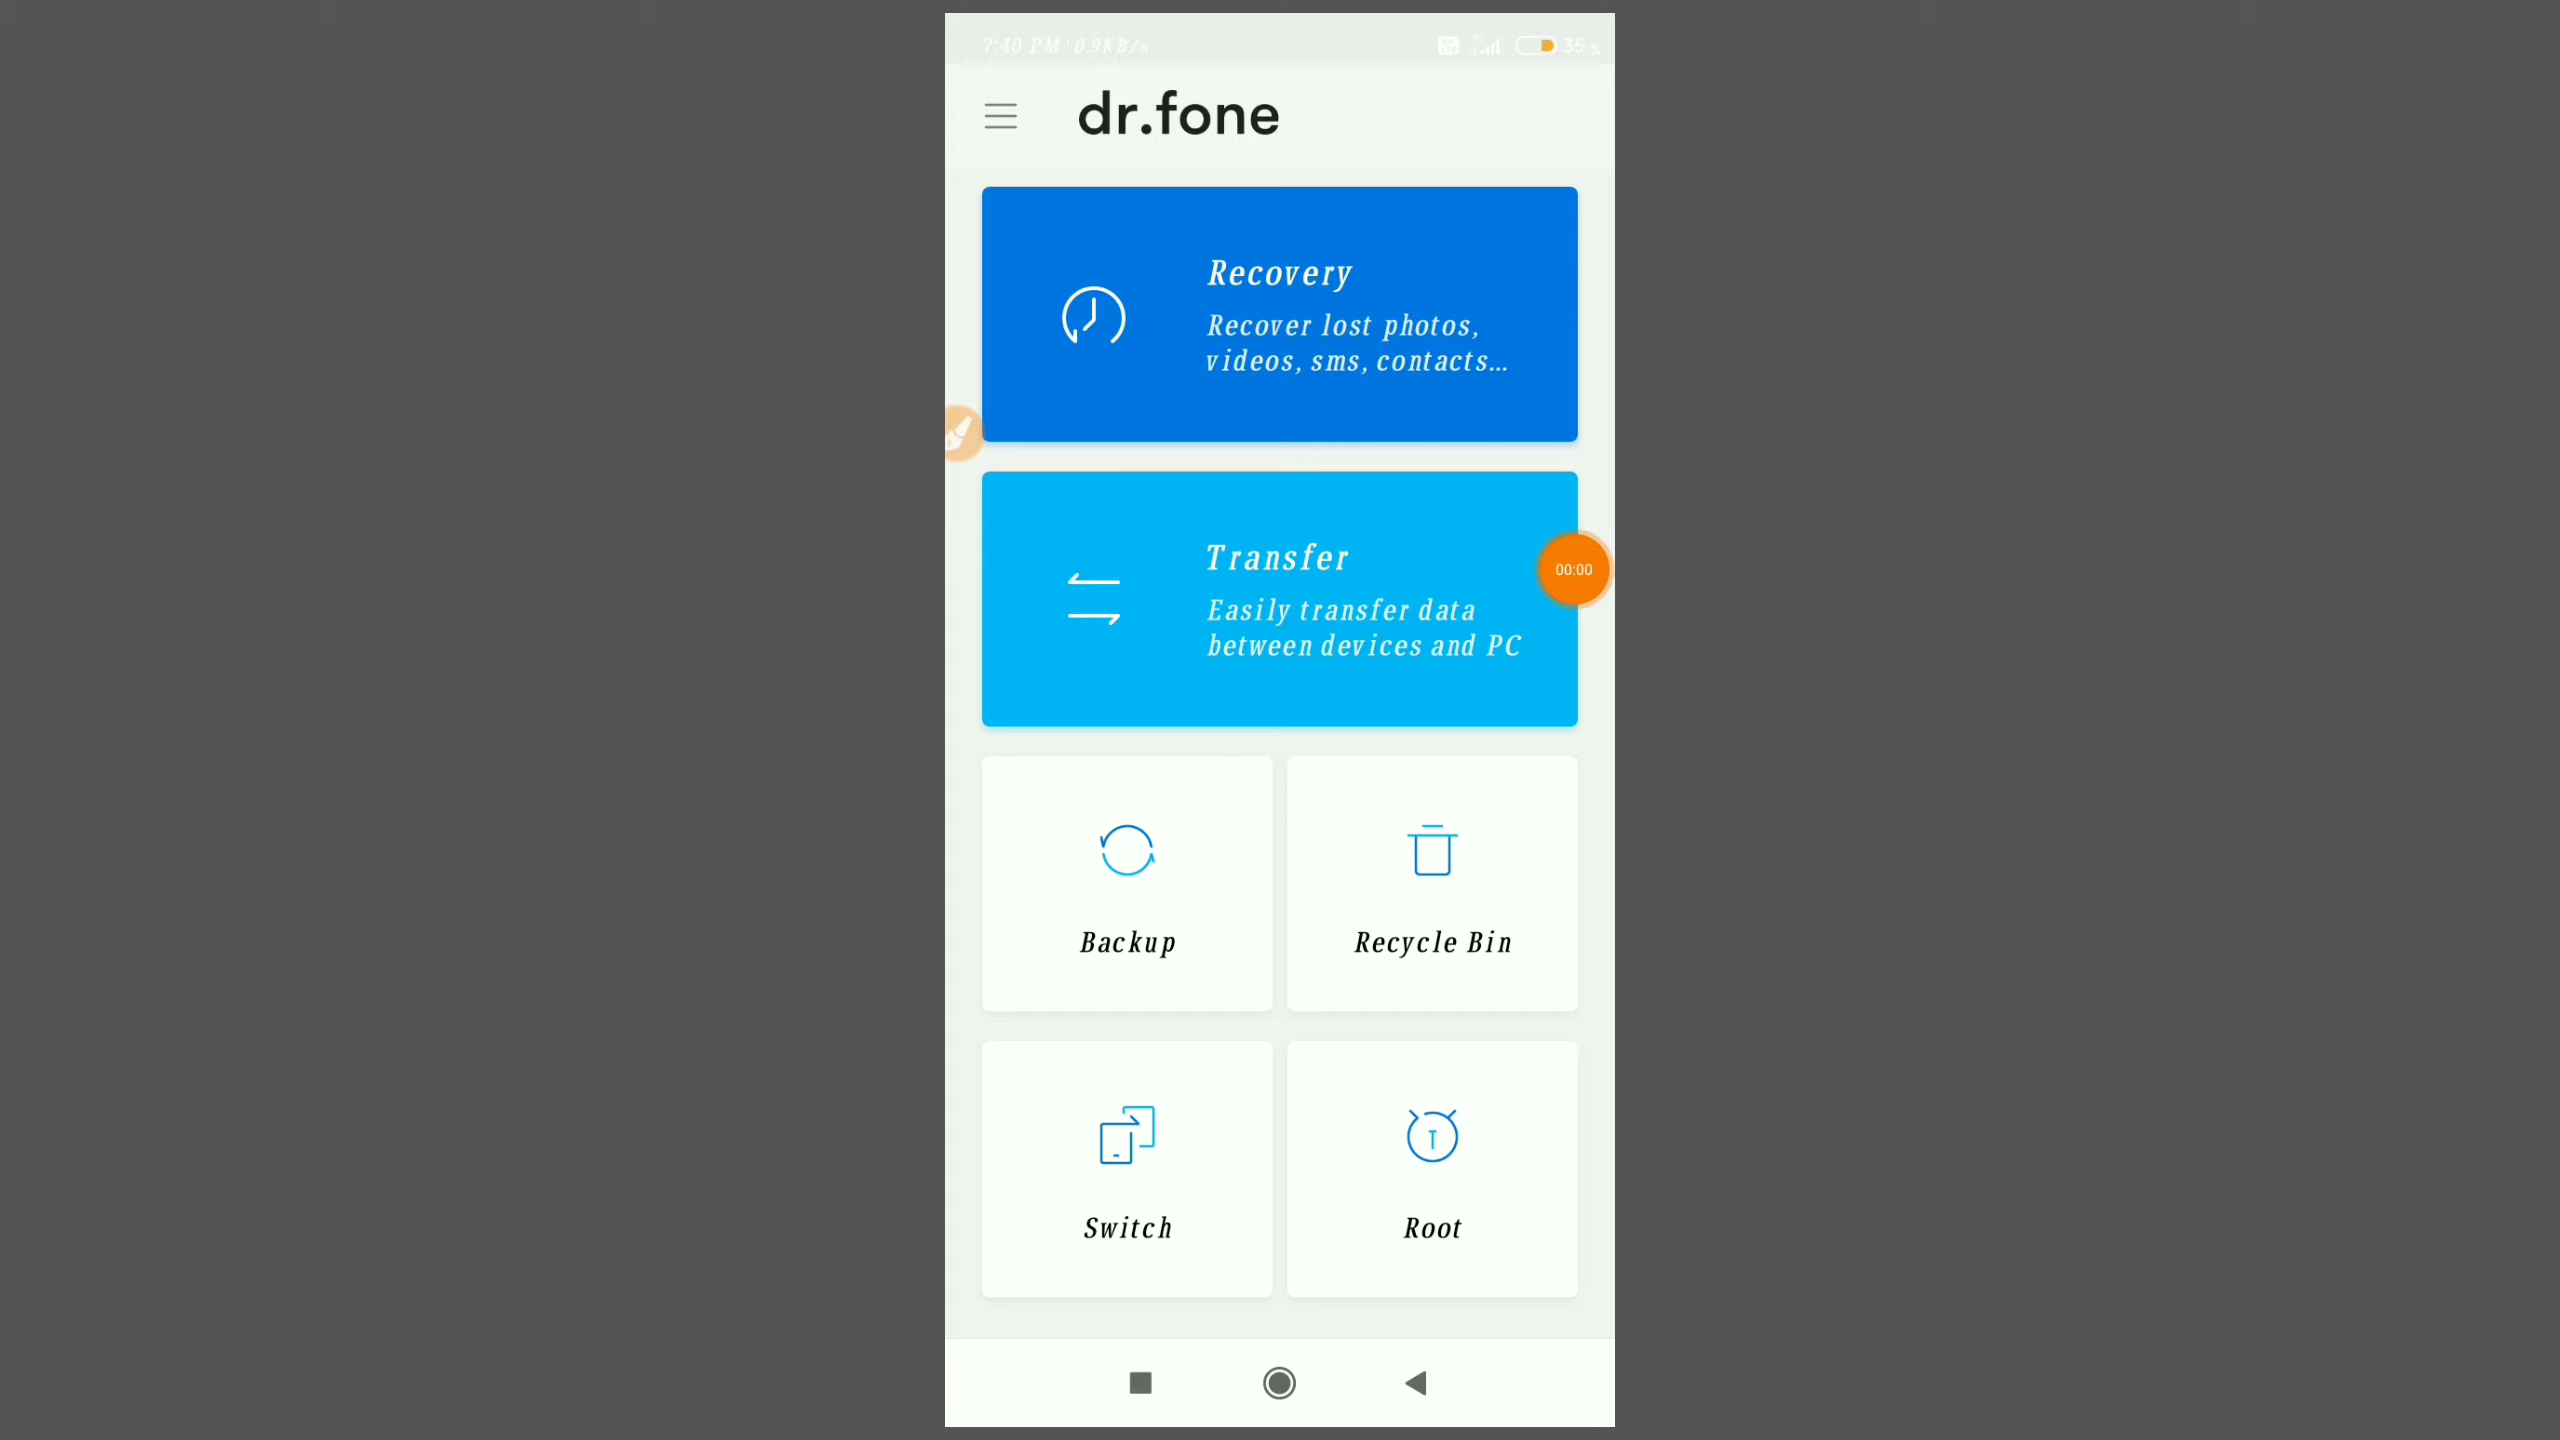 7:40 PM | 0.9KB/s 35 %
dr.fone
Recovery
Recover lost photos,
videos, sms, contacts...
Transfer
00:00
Easily transfer data
between devices and PC
Backup
Recycle Bin
Switch
Root